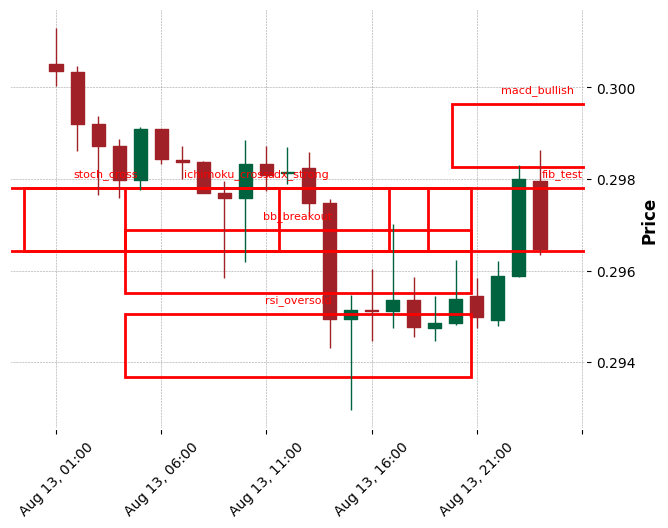 macd_bullish
0.300
stoch_cross
ichimoku_cross
adx_strong
fib_test
0.298
bb_breakout
Price
0.296
rsi_oversold
0.294
Aug 13, 01:00
Aug 13, 06:00
Aug 13, 11:00
Aug 13, 16:00
Aug 13, 21:00